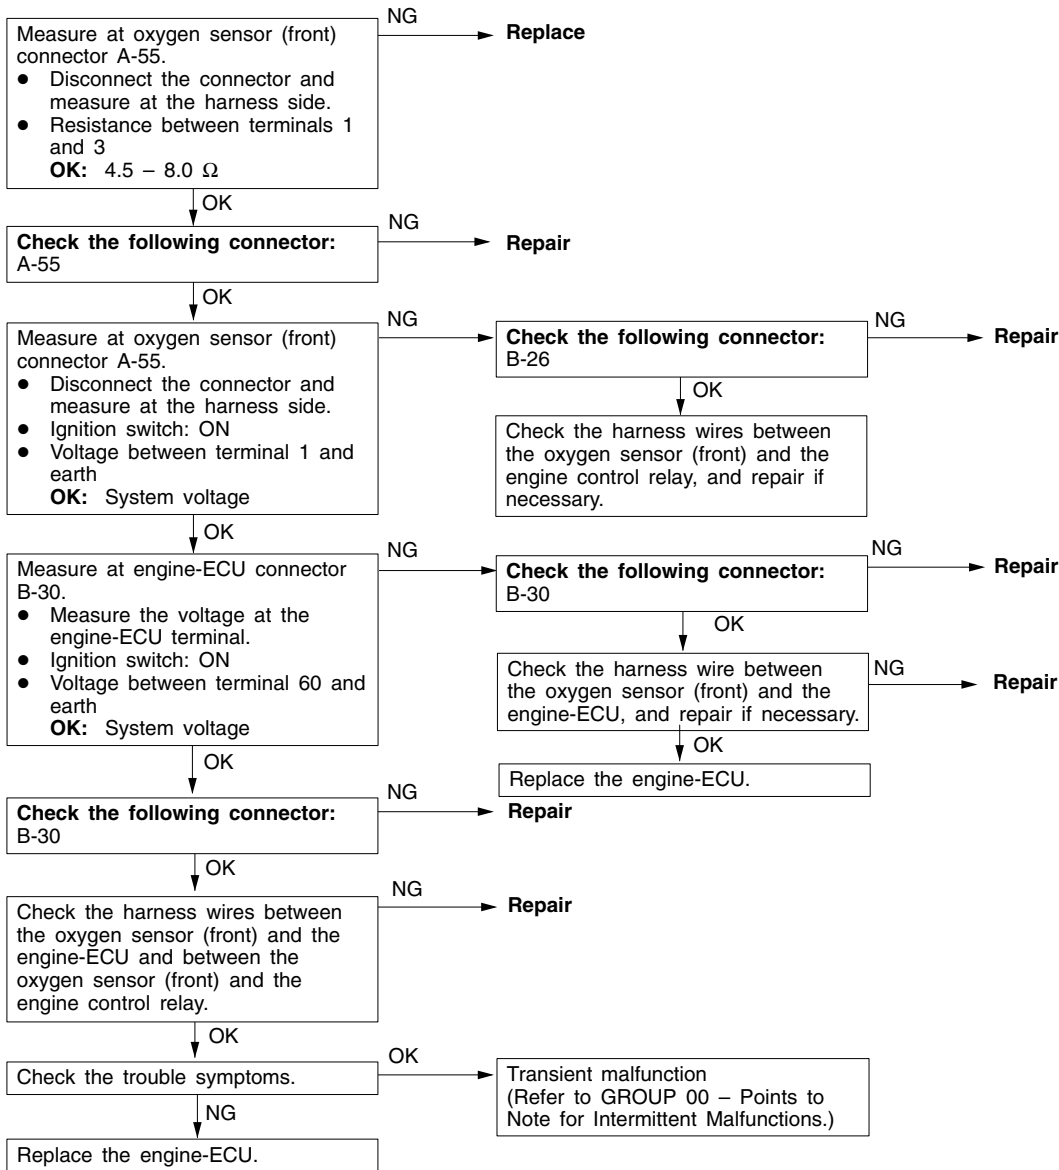 NG
Measure at oxygen sensor (front)
connector A-55.
● Disconnect the connector and
measure at the harness side.
● Resistance between terminals 1
and 3
OK: 4.5 – 8.0 Ω
Replace
OK
NG
Check the following connector:
A-55
Repair
OK
NG
Measure at oxygen sensor (front)
connector A-55.
● Disconnect the connector and
measure at the harness side.
● Ignition switch: ON
● Voltage between terminal 1 and
earth
OK: System voltage
Check the following connector:
B-26
NG
Repair
OK
Check the harness wires between
the oxygen sensor (front) and the
engine control relay, and repair if
necessary.
OK
NG
Measure at engine-ECU connector
B-30.
● Measure the voltage at the
engine-ECU terminal.
● Ignition switch: ON
● Voltage between terminal 60 and
earth
OK: System voltage
Check the following connector:
B-30
NG
Repair
OK
Check the harness wire between
the oxygen sensor (front) and the
engine-ECU, and repair if necessary.
NG
Repair
OK
Replace the engine-ECU.
OK
NG
Check the following connector:
B-30
Repair
OK
NG
Check the harness wires between
the oxygen sensor (front) and the
engine-ECU and between the
oxygen sensor (front) and the
engine control relay.
Repair
OK
Check the trouble symptoms.
OK
Transient malfunction
(Refer to GROUP 00 – Points to
Note for Intermittent Malfunctions.)
NG
Replace the engine-ECU.